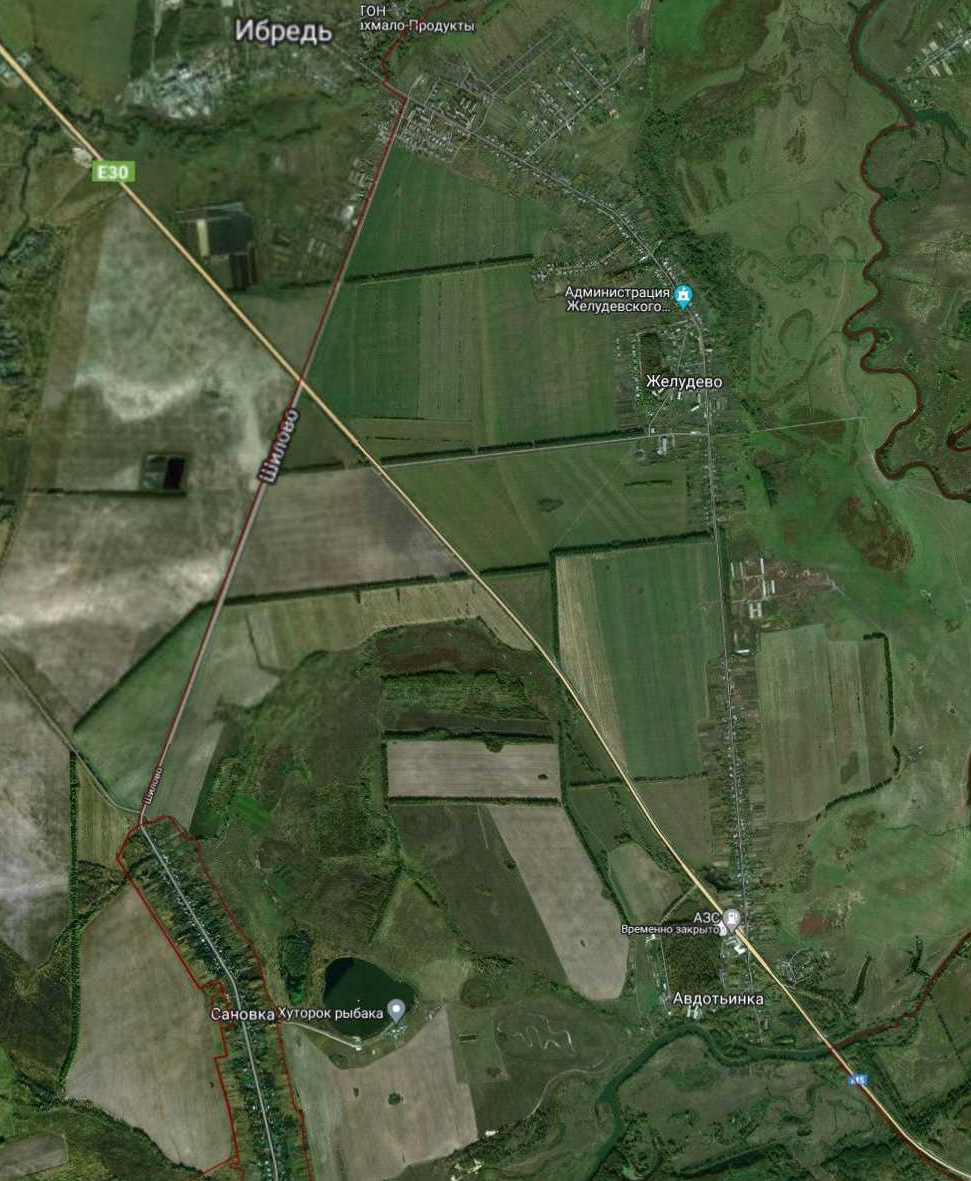 ГОН
ахмало-Продукты
Ибредь
E30
Администрация
Желудевского...
Желудево
Шилово
Шилово
АЗС
Временно закрыто
Авдотьинка
Сановка
Хуторок рыбака